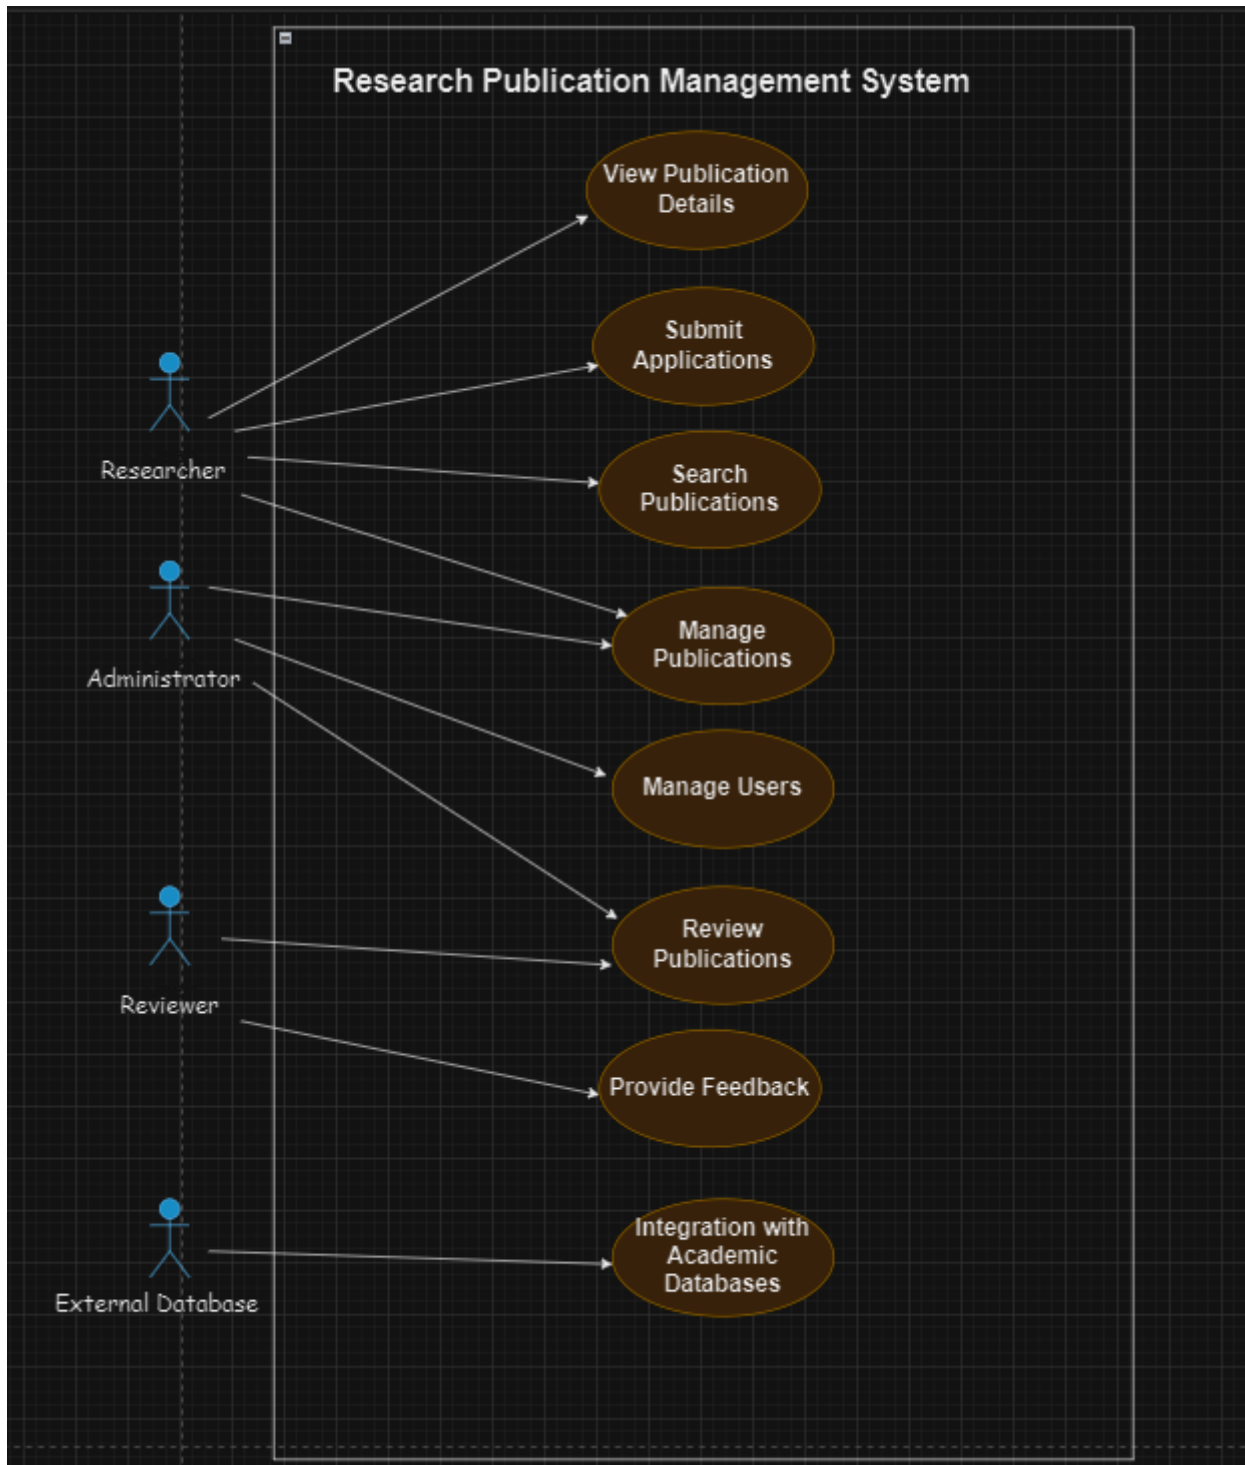 Research Publication Management System
View Publication
Details
Submit
Applications
Researcher
Search
Publications
Administrator
Manage
Publications
Manage Users
Reviewer
Review
Publications
Provide Feedback
External Database
Integration with
Academic
Databases